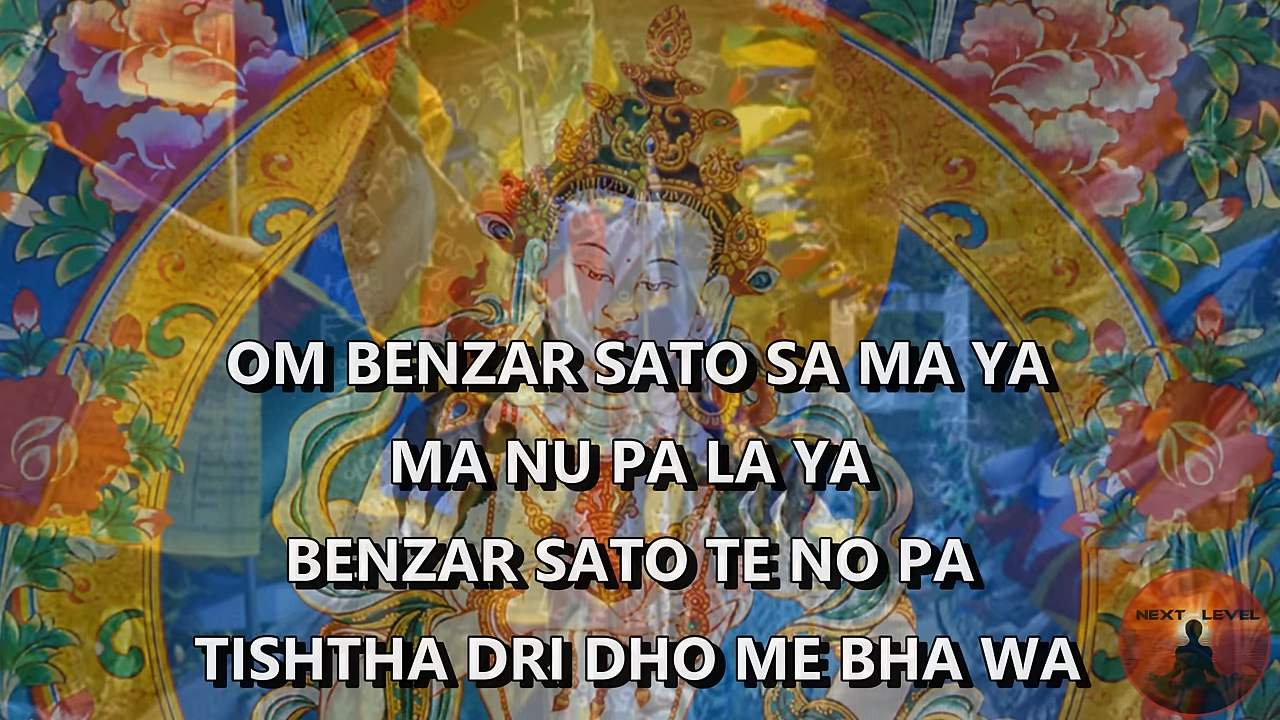 OM BENZAR SATO SA MA YA
MA NU PA LA YA
BENZAR SATO TE NO PA
TISHTHA DRI DHO ME BHA WA
NEXT LEVEL